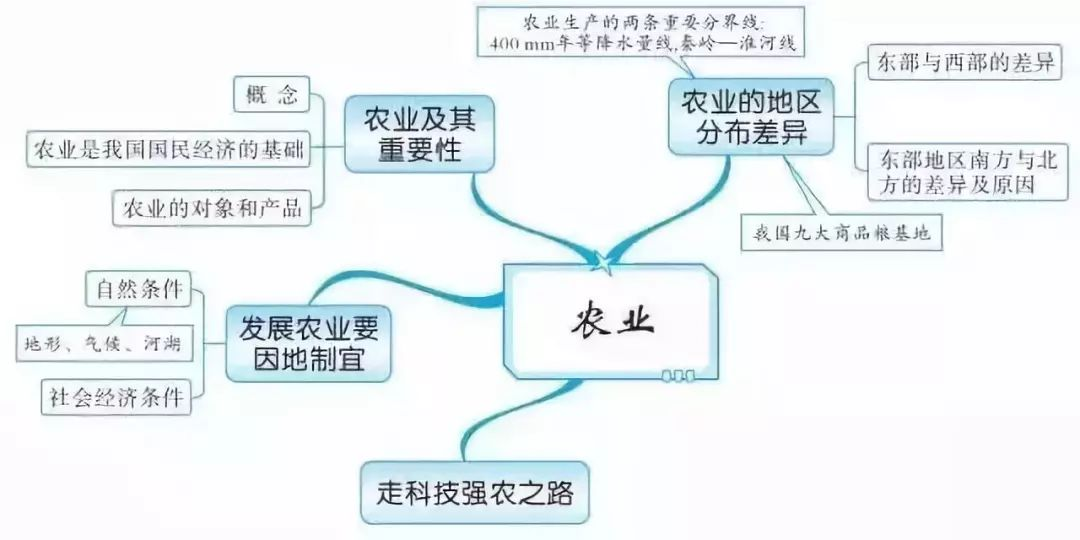 农业
农业及其
重要性
概念
农业是我国国民经济的基础
农业的对象和产品
农业的地区
分布差异
农业生产的两条重要分界线:
400 mm年等降水量线,秦岭—淮河线
东部与西部的差异
东部地区南方与北
方的差异及原因
我国九大商品粮基地
发展农业要
因地制宜
自然条件
地形、气候、河湖
社会经济条件
走科技强农之路